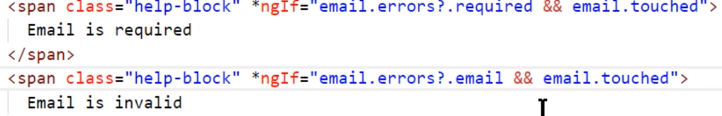 <span class="help-block" *ngIf="email.errors?.required && email.touched">
Email is required
</span>
<span class="help-block" *ngIf="email.errors?.email && email.touched">
Email is invalid